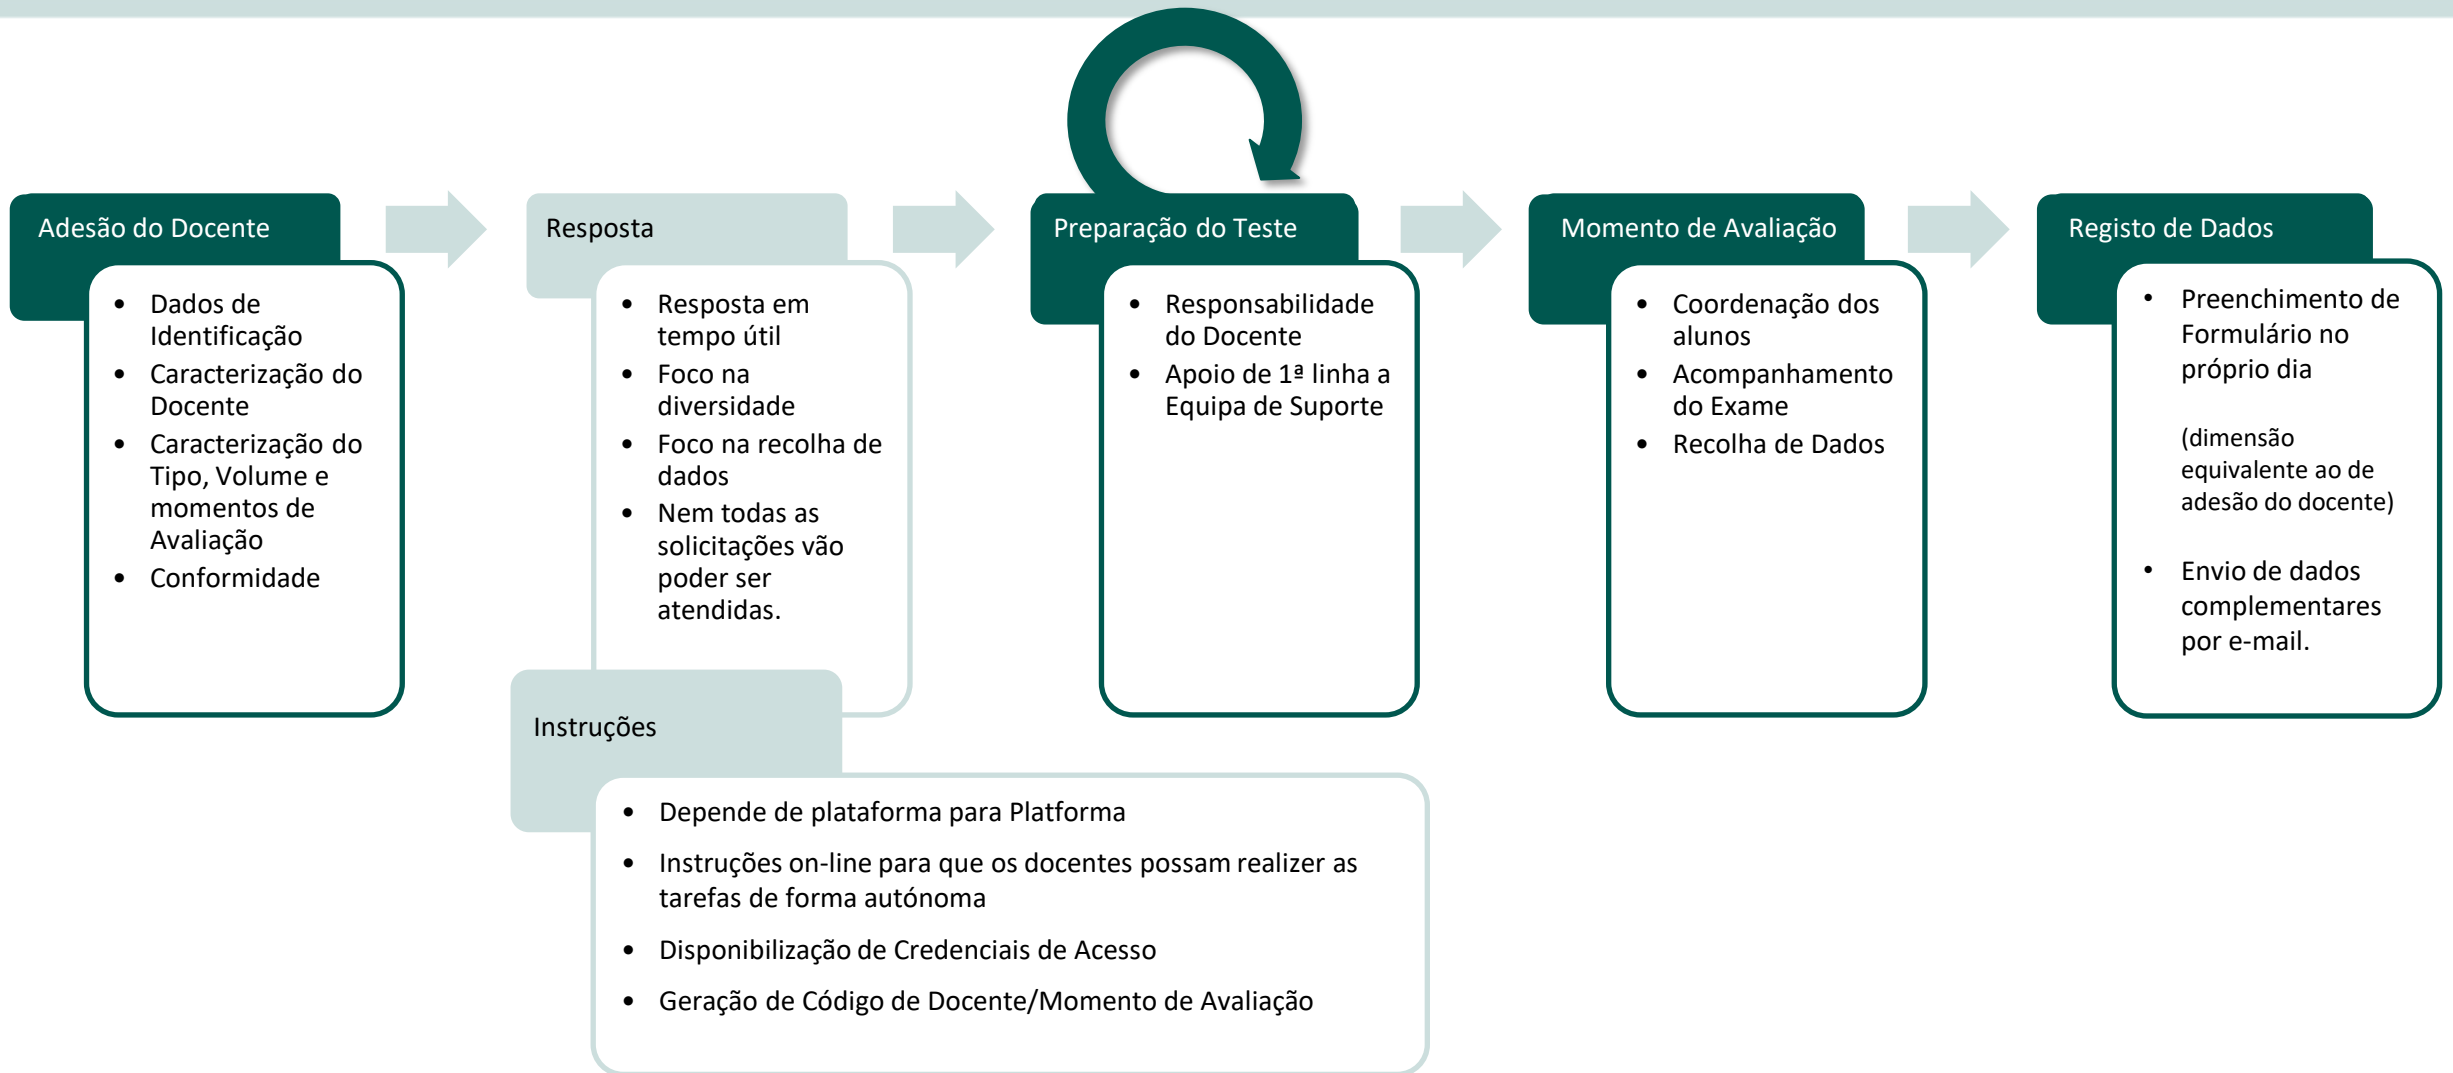 Adesão do Docente
• Dados de
Identificação
• Caracterização do
Docente
• Caracterização do
Tipo, Volume e
momentos de
Avaliação
• Conformidade
Resposta
• Resposta em
tempo útil
• Foco na
diversidade
• Foco na recolha de
dados
• Nem todas as
solicitações vão
poder ser
atendidas.
Instruções
• Depende de plataforma para Platforma
• Instruções on-line para que os docentes possam realizer as
tarefas de forma autónoma
• Disponibilização de Credenciais de Acesso
• Geração de Código de Docente/Momento de Avaliação
Preparação do Teste
• Responsabilidade
do Docente
• Apoio de 1ª linha a
Equipa de Suporte
Momento de Avaliação
• Coordenação dos
alunos
• Acompanhamento
do Exame
• Recolha de Dados
Registo de Dados
• Preenchimento de
Formulário no
próprio dia
(dimensão
equivalente ao de
adesão do docente)
• Envio de dados
complementares
por e-mail.